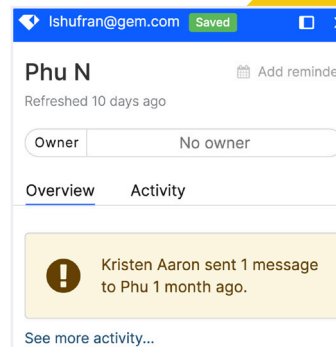 lshufran@gem.com Saved
Phu N
Add reminde
Refreshed 10 days ago
Owner No owner
Overview Activity
Kristen Aaron sent 1 message
to Phu 1 month ago.
See more activity...